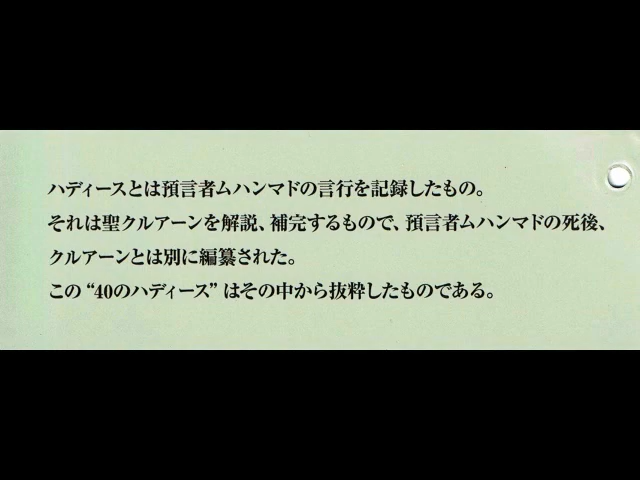 ハディースとは預言者ムハンマドの言行を記録したもの。
それは聖クルアーンを解説、補完するもので、預言者ムハンマドの死後、
クルアーンとは別に編纂された。
この“40のハディース”はその中から抜粋したものである。